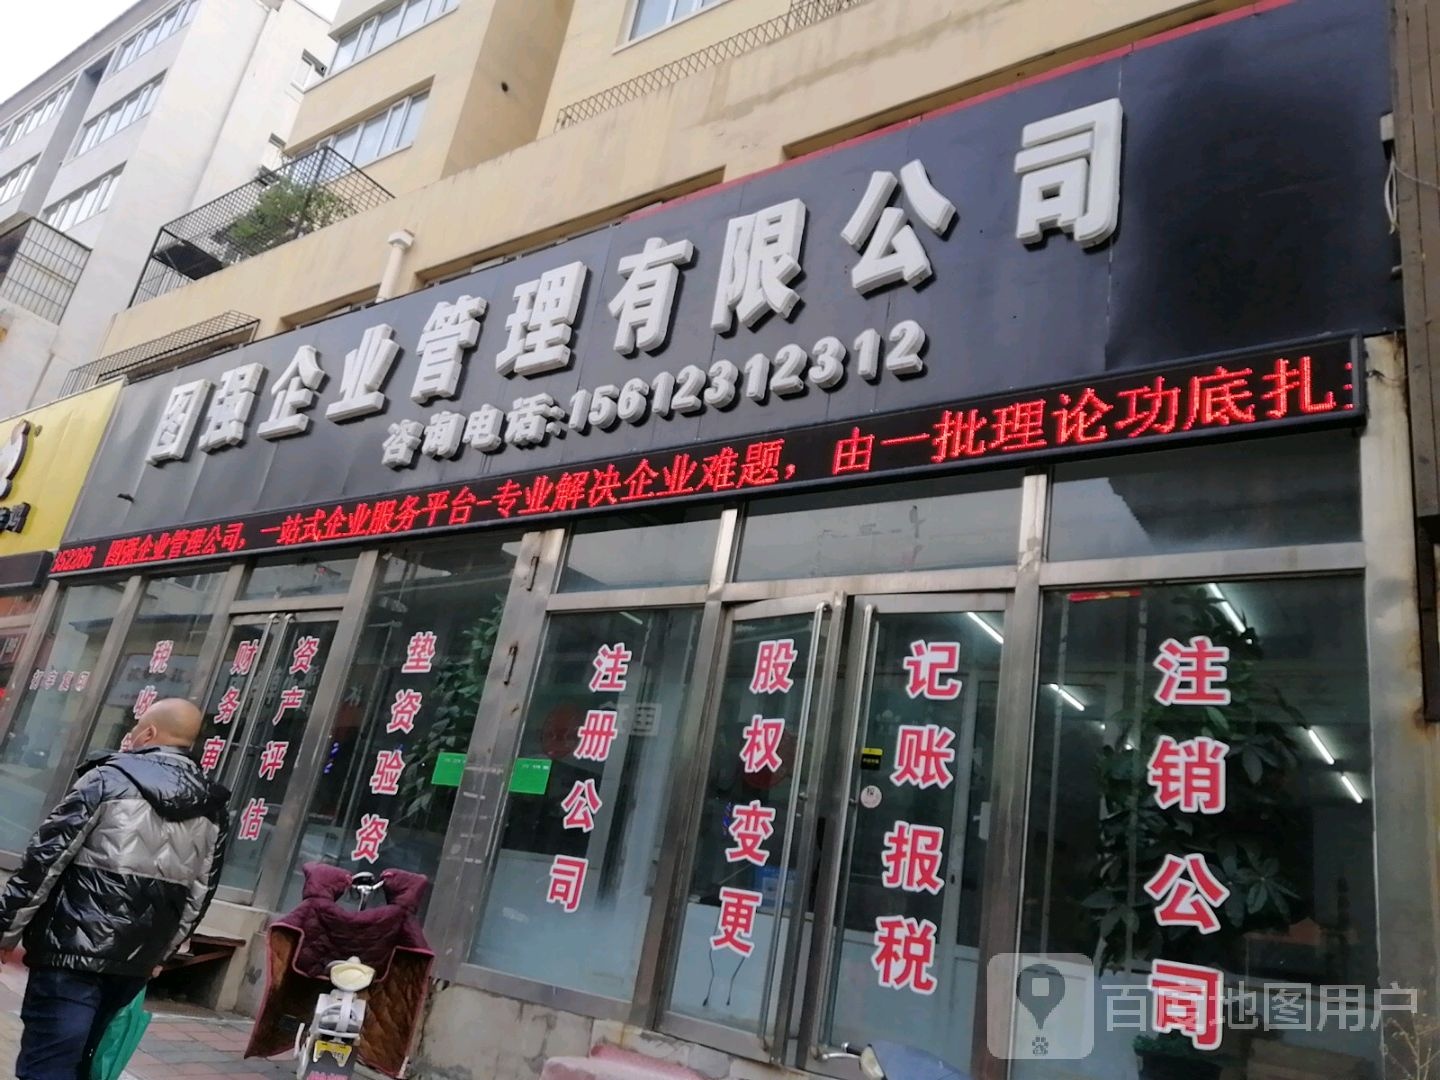 图强企业管理有限公司
咨询电话:15612312312
352266 图强企业管理公司，一站式企业服务平台-专业解决企业难题，由一批理论功底扎
税收
财务审
资产评估
垫资验资
注册公司
股权变更
记账报税
注销公司
百度地图用户